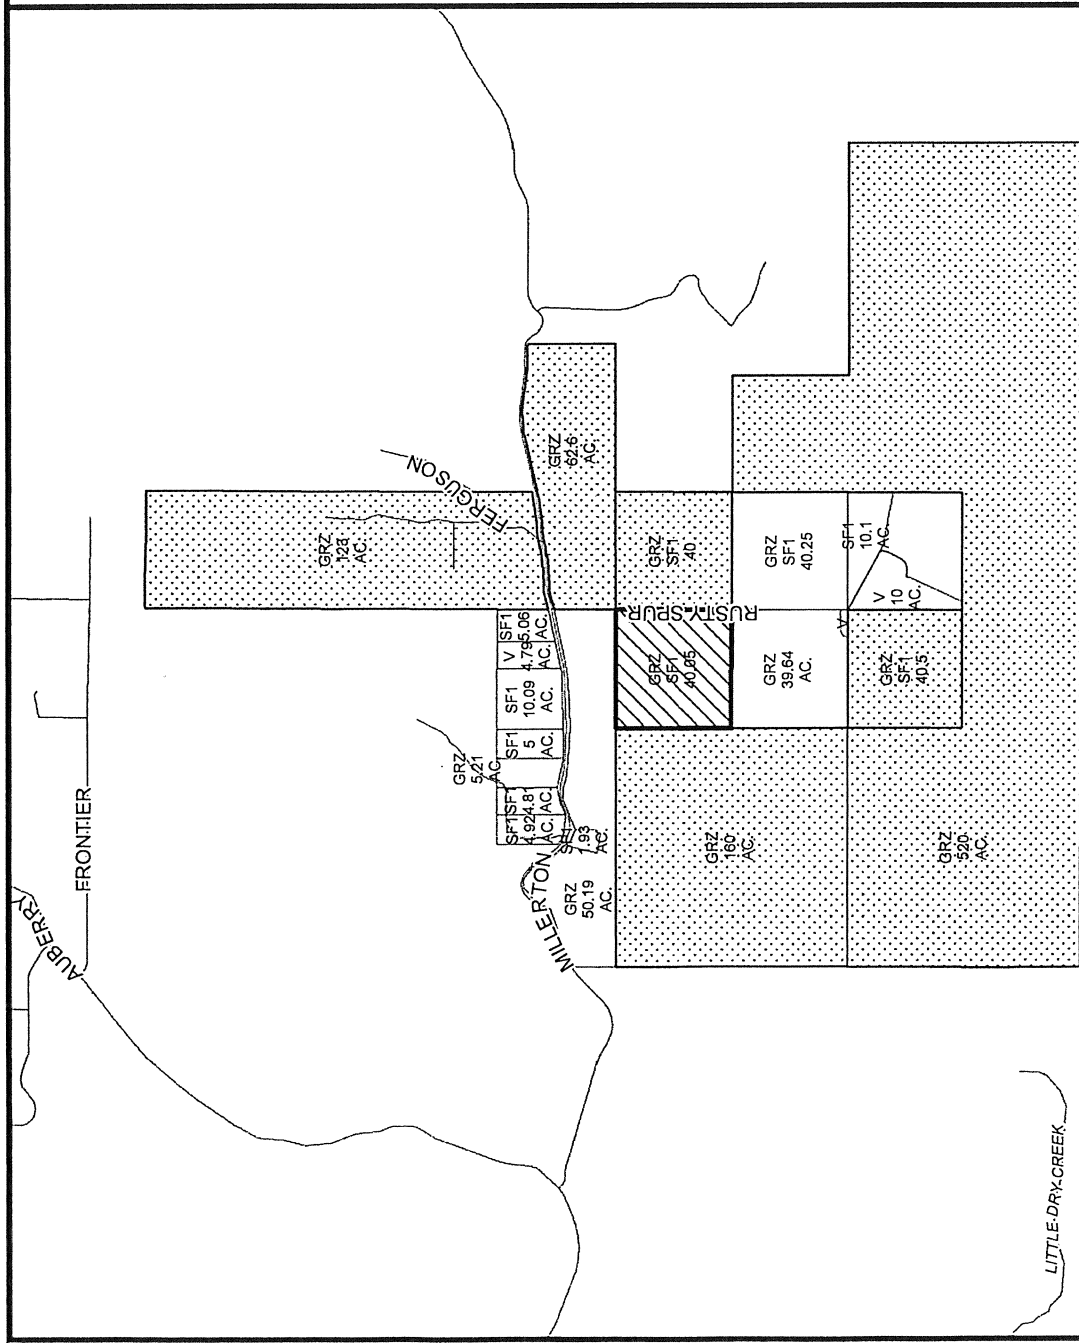 AUBERRY
FRONTIER
GRZ
123
AC.
FERGUSON
GRZ
62.6
AC.
SF1
4.92
AC.
SF1
4.81
AC.
GRZ
5.21
AC.
SF1
5
AC.
SF1
10.09
AC.
V
4.79
AC.
SF1
5.06
AC.
MILLERTON
GRZ
50.19
AC.
1.93
AC.
GRZ
160
AC.
GRZ
SF1
40.05
RUSTY SPUR
GRZ
SF1
40
GRZ
39.64
AC.
GRZ
SF1
40.25
V
GRZ
520
AC.
GRZ
SF1
40.5
V
10
AC.
SF1
10.1
AC.
LITTLE-DRY-CREEK